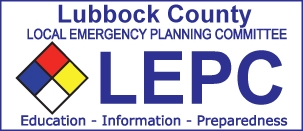 Lubbock County
LOCAL EMERGENCY PLANNING COMMITTEE
LEPC
Education - Information - Preparedness